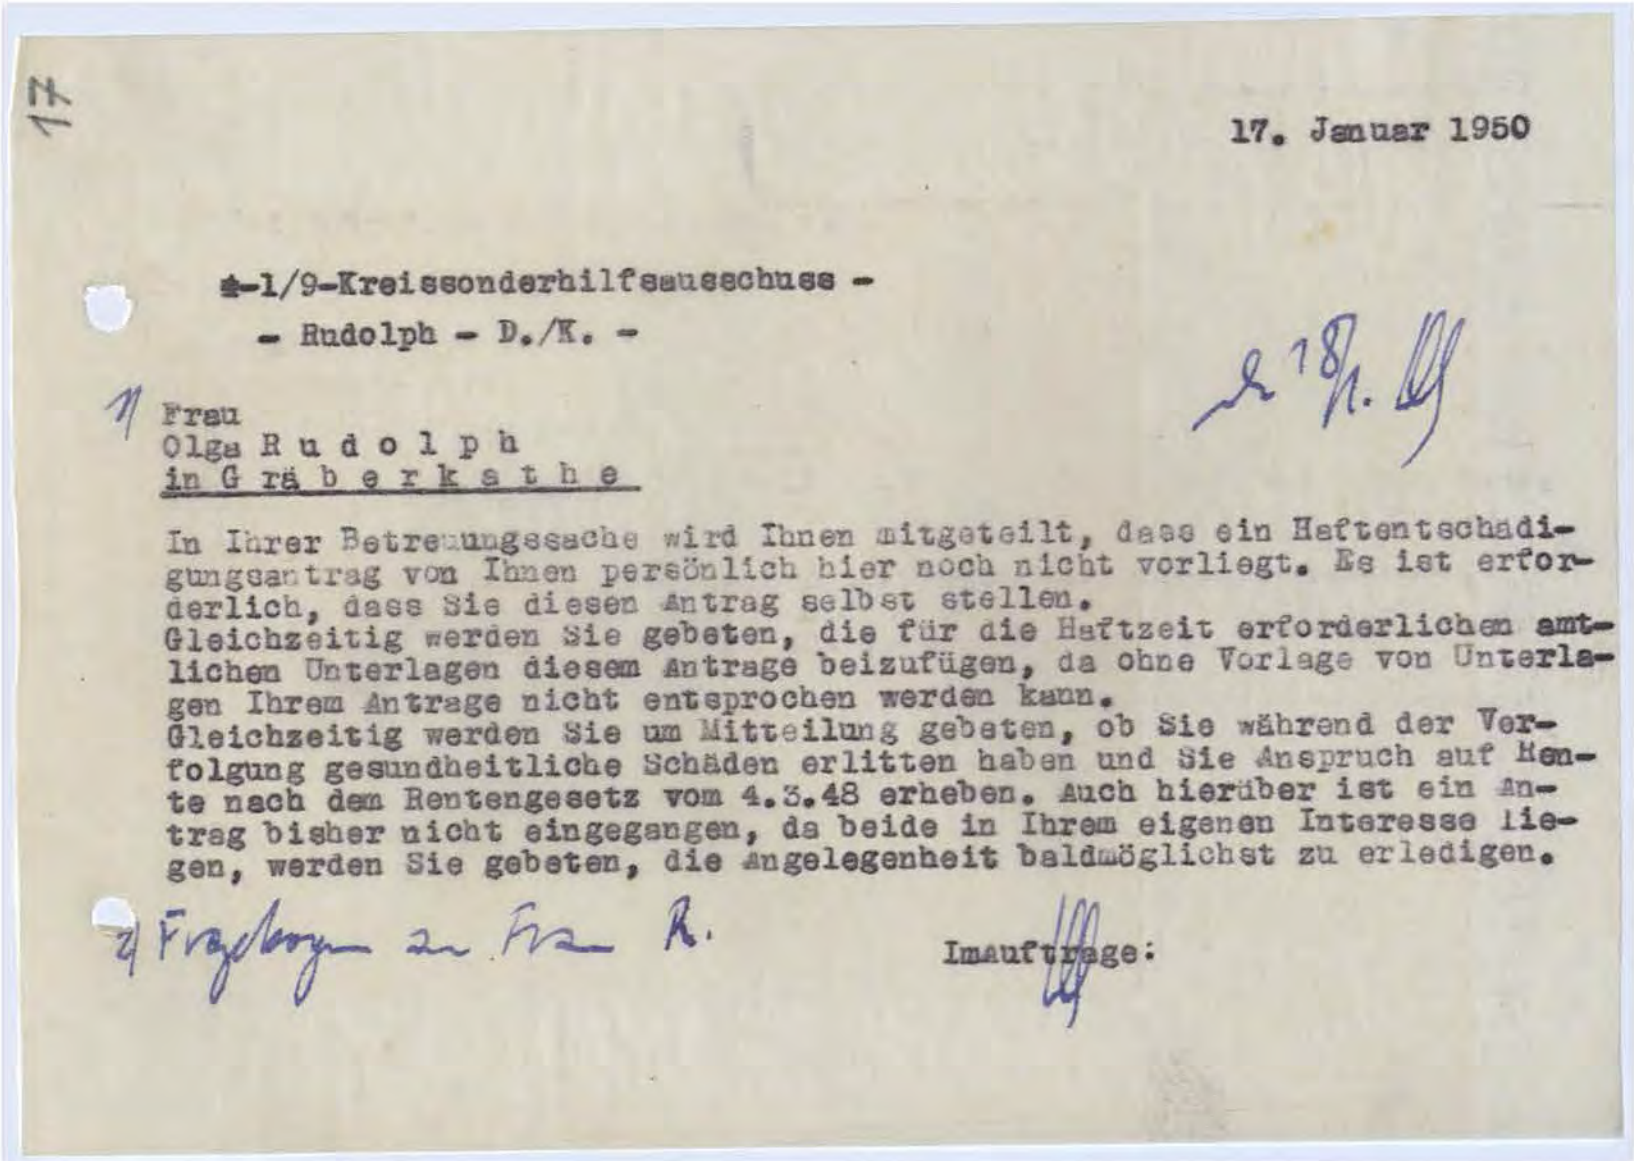 17
17. Januar 1950
4-1/9-Kreissonderhilfsausschuss -
- Rudolph - D./K. -
18/1.
1) Frau
Olga R u d o l p h
in G rä b e r k a t h e
In Ihrer Betreuungssache wird Ihnen mitgeteilt, dass ein Haftentschädi-
gungsantrag von Ihnen persönlich hier noch nicht vorliegt. Es ist erfor-
derlich, dass Sie diesen Antrag selbst stellen.
Gleichzeitig werden Sie gebeten, die für die Haftzeit erforderlichen amt-
lichen Unterlagen diesem Antrage beizufügen, da ohne Vorlage von Unterla-
gen Ihrem Antrage nicht entsprochen werden kann.
Gleichzeitig werden Sie um Mitteilung gebeten, ob Sie während der Ver-
folgung gesundheitliche Schäden erlitten haben und Sie Anspruch auf Ren-
te nach dem Rentengesetz vom 4.3.48 erheben. Auch hierüber ist ein An-
trag bisher nicht eingegangen, da beide in Ihrem eigenen Interesse lie-
gen, werden Sie gebeten, die Angelegenheit baldmöglichst zu erledigen.
2) Fragebogen an Frau R.
ImAuftrage: